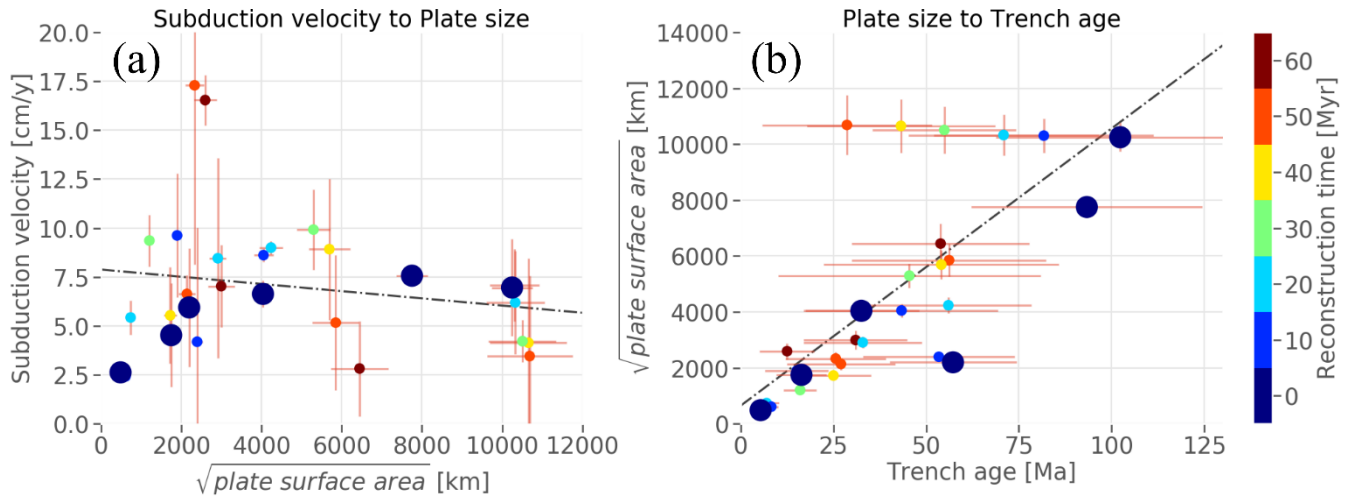 Subduction velocity to Plate size
(a)
Subduction velocity [cm/y]
20.0
17.5
15.0
12.5
10.0
7.5
5.0
2.5
0.0
0 2000 4000 6000 8000 10000 12000
√plate surface area [km]
Plate size to Trench age
(b)
√plate surface area [km]
14000
12000
10000
8000
6000
4000
2000
0
0 25 50 75 100 125
Trench age [Ma]
60
50
40
30
20
10
0
Reconstruction time [Myr]